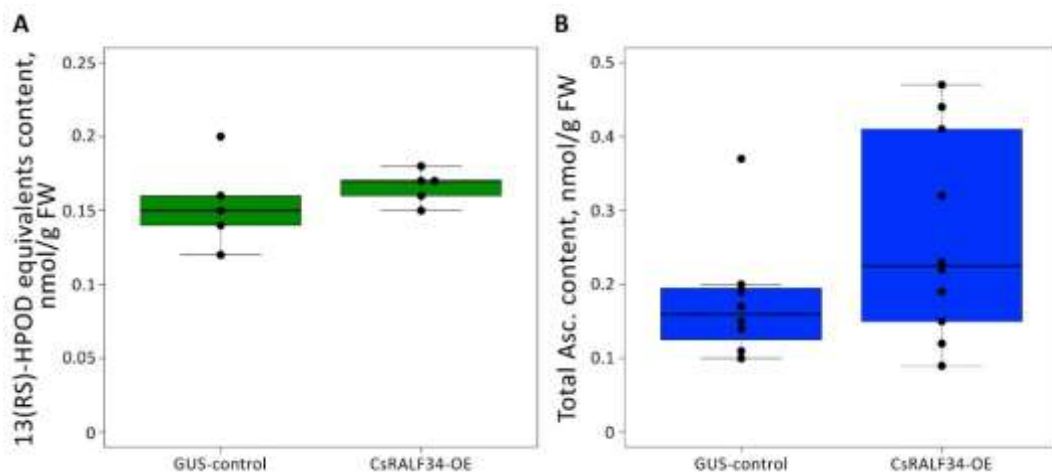 A
13(RS)-HPOD equivalents content,
nmol/g FW
0.25
0.2
0.15
0.1
0.05
0
GUS-control
CsRALF34-OE
B
Total Asc. content, nmol/g FW
0.5
0.4
0.3
0.2
0.1
0
GUS-control
CsRALF34-OE